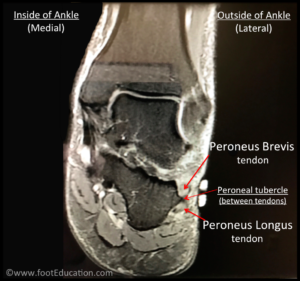 Inside of Ankle
(Medial)
Outside of Ankle
(Lateral)
Peroneus Brevis
tendon
Peroneal tubercle
(between tendons)
Peroneus Longus
tendon
©www.footEducation.com